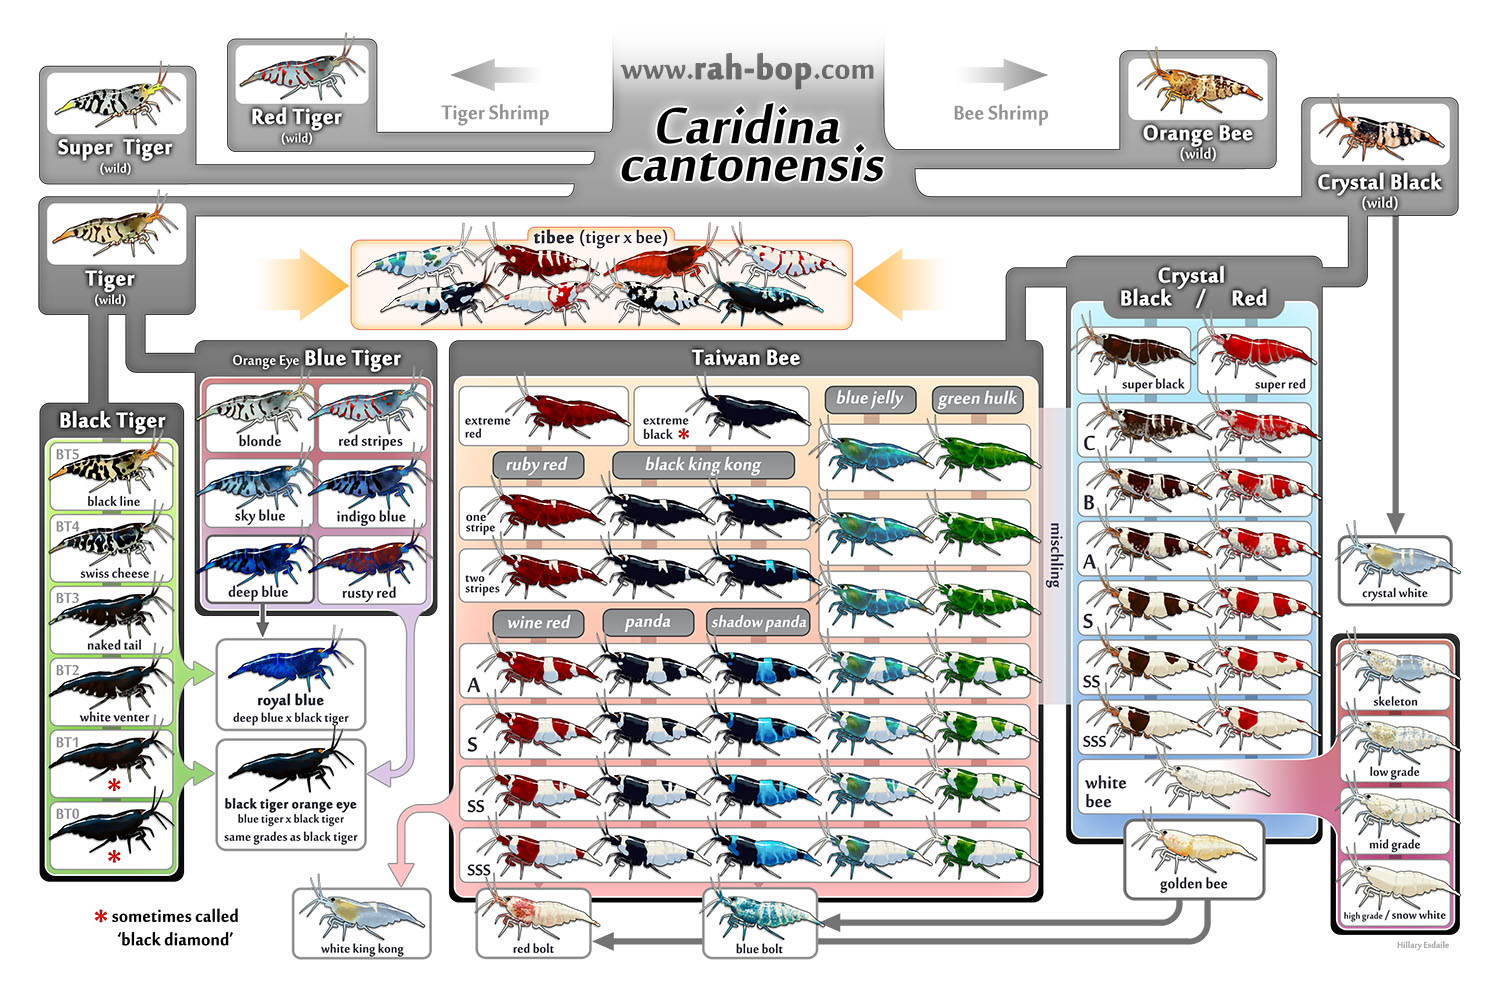 www.rah-bop.com
Caridina
cantonensis
Tiger Shrimp
Bee Shrimp
Super Tiger
(wild)
Red Tiger
(wild)
Orange Bee
(wild)
Crystal Black
(wild)
Tiger
(wild)
tibee (tiger x bee)
Black Tiger
BT5
black line
BT4
swiss cheese
BT3
naked tail
BT2
white venter
BT1
*
BT0
*
* sometimes called
‘black diamond’
Orange Eye Blue Tiger
blonde
red stripes
sky blue
indigo blue
deep blue
rusty red
royal blue
deep blue x black tiger
black tiger orange eye
blue tiger x black tiger
same grades as black tiger
Taiwan Bee
extreme
red
extreme
black *
blue jelly
green hulk
ruby red
black king kong
one
stripe
two
stripes
wine red
panda
shadow panda
A
S
SS
SSS
white king kong
red bolt
blue bolt
mischling
Crystal
Black / Red
super black
super red
C
B
A
S
SS
SSS
white
bee
golden bee
crystal white
skeleton
low grade
mid grade
high grade / snow white
Hillary Esdaile